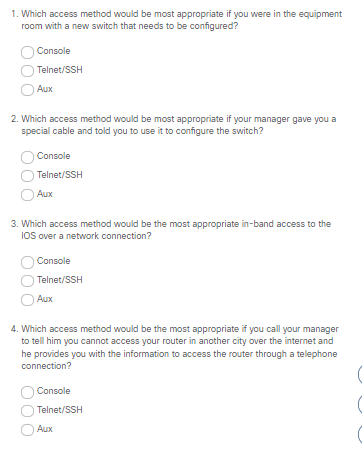 1. Which access method would be most appropriate if you were in the equipment
room with a new switch that needs to be configured?
Console
Telnet/SSH
Aux
2. Which access method would be most appropriate if your manager gave you a
special cable and told you to use it to configure the switch?
Console
Telnet/SSH
Aux
3. Which access method would be the most appropriate in-band access to the
IOS over a network connection?
Console
Telnet/SSH
Aux
4. Which access method would be the most appropriate if you call your manager
to tell him you cannot access your router in another city over the internet and
he provides you with the information to access the router through a telephone
connection?
Console
Telnet/SSH
Aux